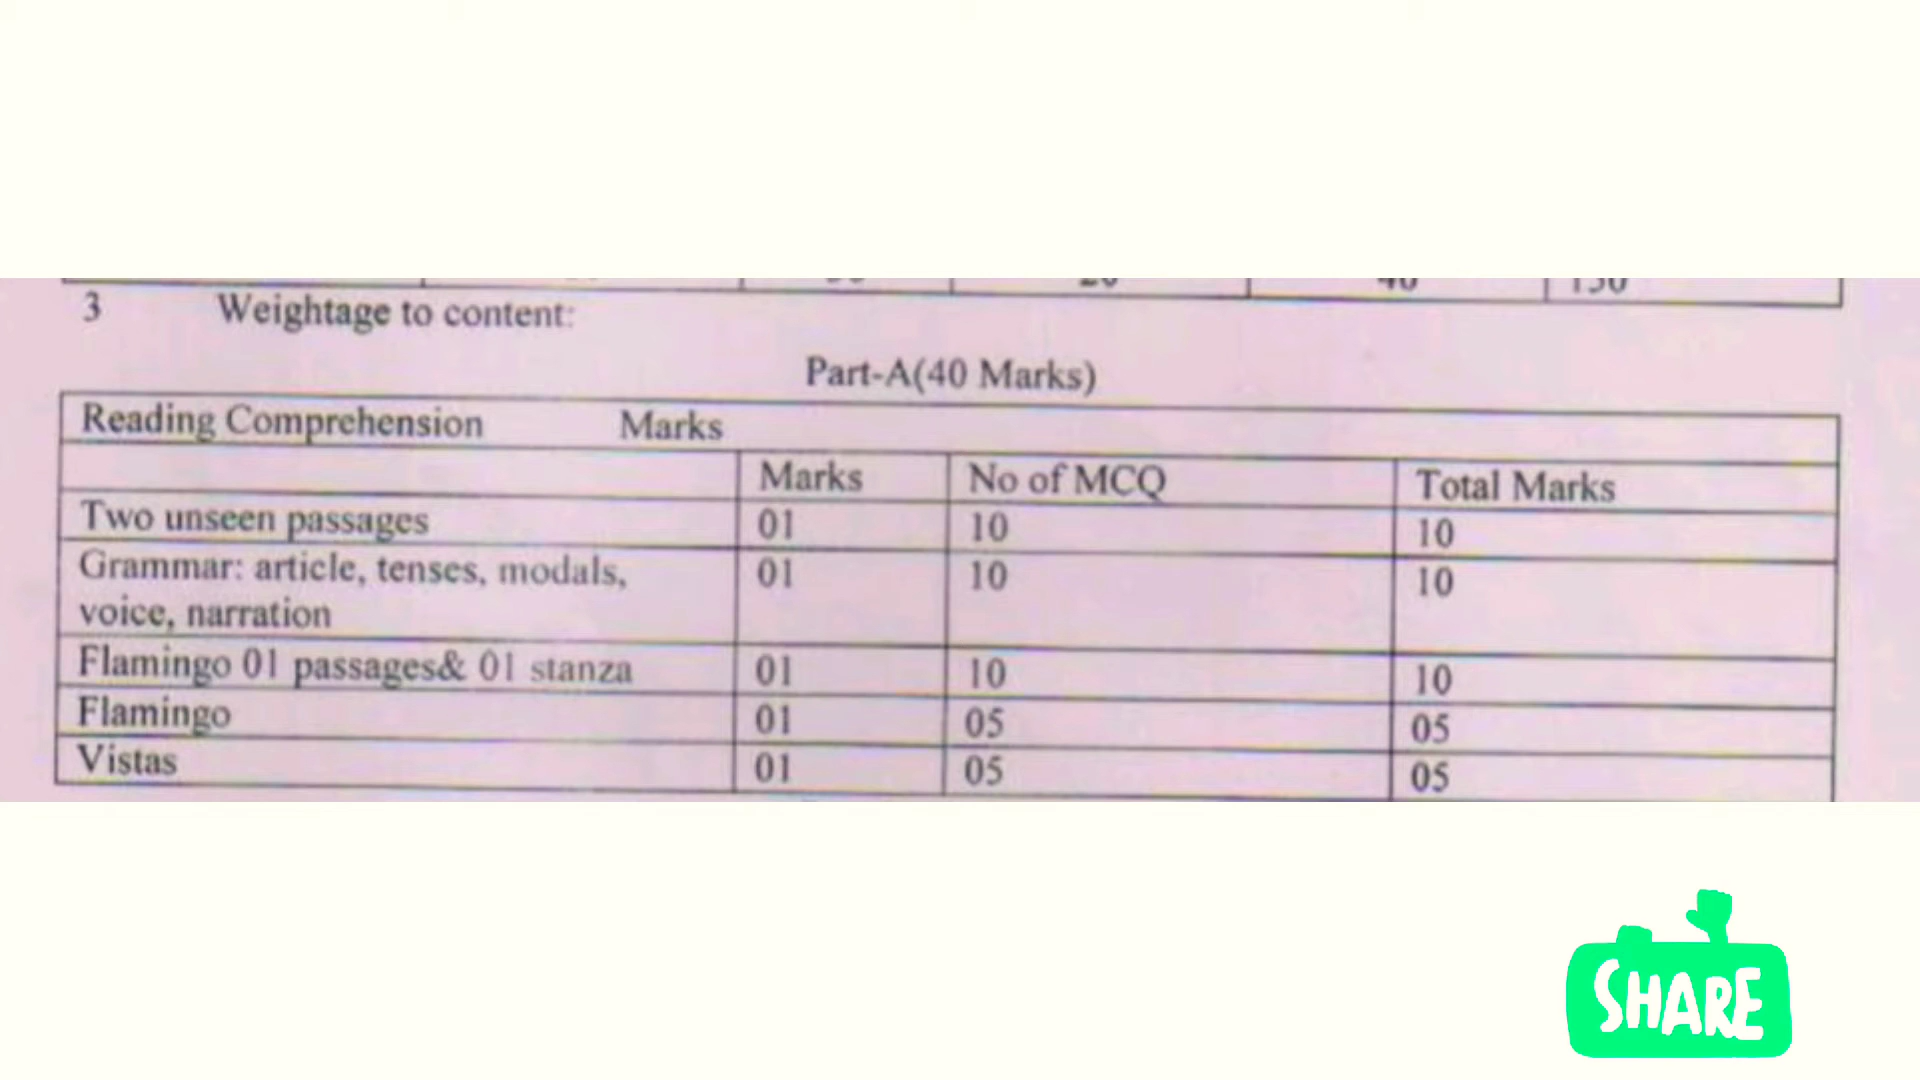 3 Weightage to content:
Part-A(40 Marks)
Reading Comprehension Marks
Marks No of MCQ Total Marks
Two unseen passages 01 10 10
Grammar: article, tenses, modals, 01 10 10
voice, narration
Flamingo 01 passages& 01 stanza 01 10 10
Flamingo 01 05 05
Vistas 01 05 05
SHARE